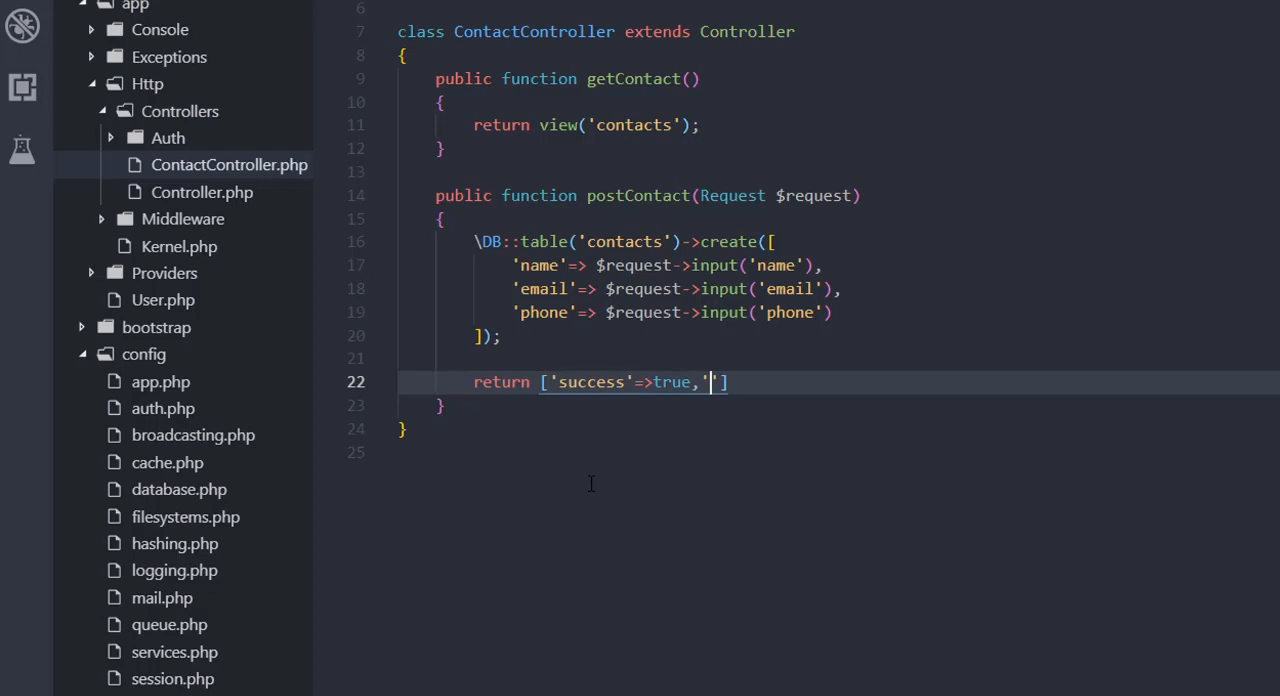 app
Console
Exceptions
Http
Controllers
Auth
ContactController.php
Controller.php
Middleware
Kernel.php
Providers
User.php
bootstrap
config
app.php
auth.php
broadcasting.php
cache.php
database.php
filesystems.php
hashing.php
logging.php
mail.php
queue.php
services.php
session.php
6
7 class ContactController extends Controller
8 {
9 public function getContact()
10 {
11 return view('contacts');
12 }
13
14 public function postContact(Request $request)
15 {
16 \DB::table('contacts')->create([
17 'name'=> $request->input('name'),
18 'email'=> $request->input('email'),
19 'phone'=> $request->input('phone')
20 ]);
21
22 return ['success'=>true,'']
23 }
24 }
25